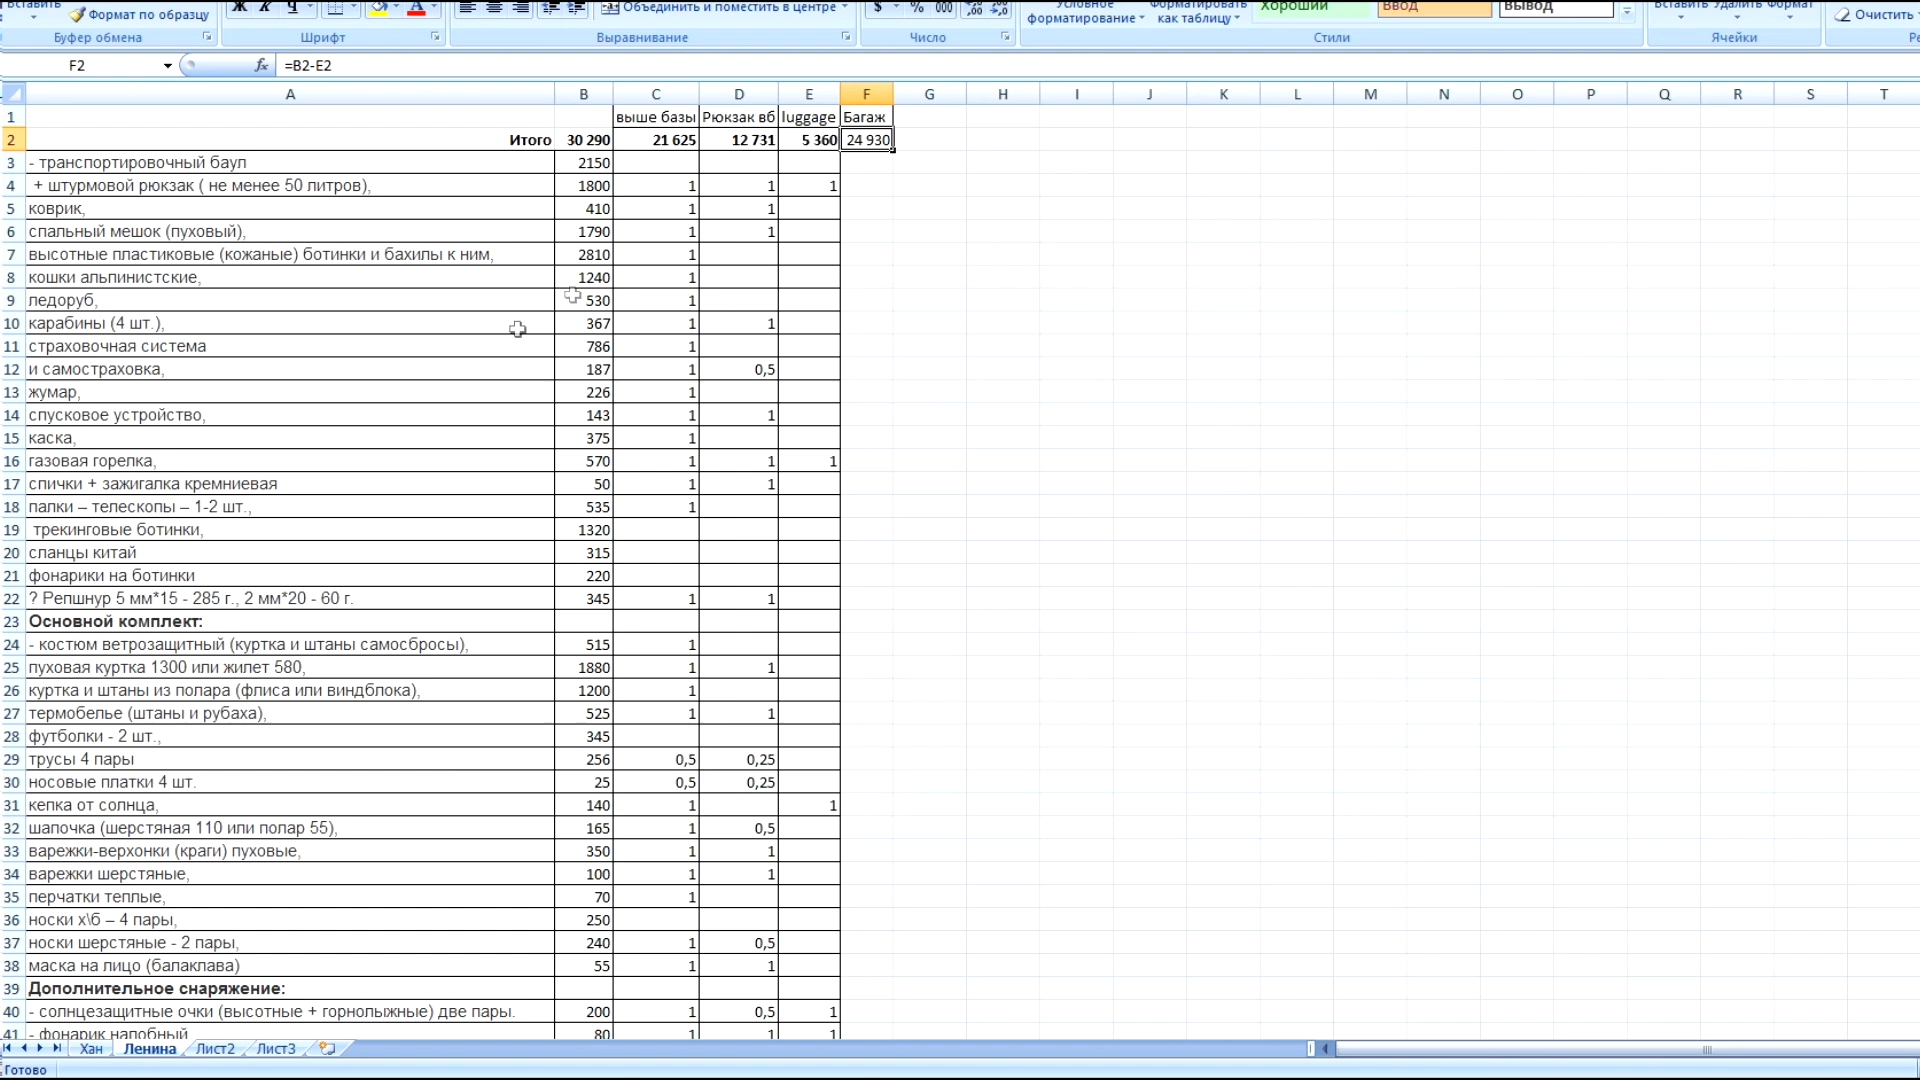 Вставить Формат по образцу Ж К Ч Объединить и поместить в центре $ % 000 Условное форматирование Форматировать как таблицу Хороший Ввод Вывод Вставить Удалить Формат Очистить
Буфер обмена Шрифт Выравнивание Число Стили Ячейки
F2 fx =B2-E2
A B C D E F G H I J K L M N O P Q R S T
1 выше базы Рюкзак вб luggage Багаж
2 Итого 30 290 21 625 12 731 5 360 24 930
3 - транспортировочный баул 2150
4 + штурмовой рюкзак ( не менее 50 литров), 1800 1 1 1
5 коврик, 410 1 1
6 спальный мешок (пуховый), 1790 1 1
7 высотные пластиковые (кожаные) ботинки и бахилы к ним, 2810 1
8 кошки альпинистские, 1240 1
9 ледоруб, 530 1
10 карабины (4 шт.), 367 1 1
11 страховочная система 786 1
12 и самостраховка, 187 1 0,5
13 жумар, 226 1
14 спусковое устройство, 143 1 1
15 каска, 375 1
16 газовая горелка, 570 1 1 1
17 спички + зажигалка кремниевая 50 1 1
18 палки – телескопы – 1-2 шт., 535 1
19 трекинговые ботинки, 1320
20 сланцы китай 315
21 фонарики на ботинки 220
22 ? Репшнур 5 мм*15 - 285 г., 2 мм*20 - 60 г. 345 1 1
23 Основной комплект:
24 - костюм ветрозащитный (куртка и штаны самосбросы), 515 1
25 пуховая куртка 1300 или жилет 580, 1880 1 1
26 куртка и штаны из полара (флиса или виндблока), 1200 1
27 термобелье (штаны и рубаха), 525 1 1
28 футболки - 2 шт., 345
29 трусы 4 пары 256 0,5 0,25
30 носовые платки 4 шт. 25 0,5 0,25
31 кепка от солнца, 140 1 1
32 шапочка (шерстяная 110 или полар 55), 165 1 0,5
33 варежки-верхонки (краги) пуховые, 350 1 1
34 варежки шерстяные, 100 1 1
35 перчатки теплые, 70 1
36 носки х\б – 4 пары, 250
37 носки шерстяные - 2 пары, 240 1 0,5
38 маска на лицо (балаклава) 55 1 1
39 Дополнительное снаряжение:
40 - солнцезащитные очки (высотные + горнолыжные) две пары. 200 1 0,5 1
41 - фонарик налобный 80 1 1 1
Хан Ленина Лист2 Лист3
Готово